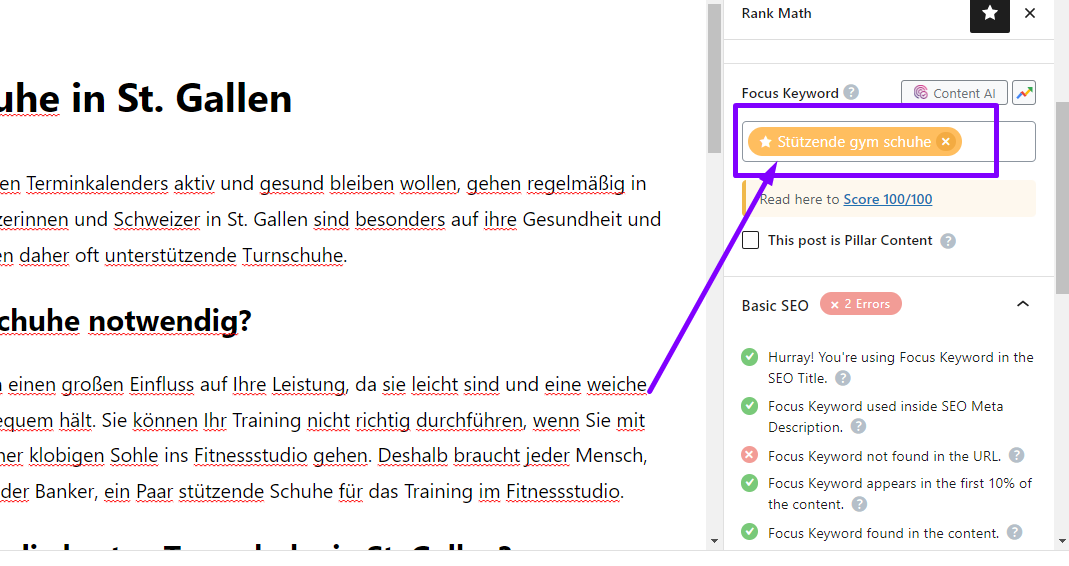 Rank Math
uhe in St. Gallen
Focus Keyword
Content AI
Stützende gym schuhe
en Terminkalenders aktiv und gesund bleiben wollen, gehen regelmäßig in
zerinnen und Schweizer in St. Gallen sind besonders auf ihre Gesundheit und
en daher oft unterstützende Turnschuhe.
Read here to Score 100/100
This post is Pillar Content
chuhe notwendig?
Basic SEO
2 Errors
einen großen Einfluss auf Ihre Leistung, da sie leicht sind und eine weiche
equem hält. Sie können Ihr Training nicht richtig durchführen, wenn Sie mit
ner klobigen Sohle ins Fitnessstudio gehen. Deshalb braucht jeder Mensch,
der Banker, ein Paar stützende Schuhe für das Training im Fitnessstudio.
Hurray! You're using Focus Keyword in the
SEO Title.
Focus Keyword used inside SEO Meta
Description.
Focus Keyword not found in the URL.
Focus Keyword appears in the first 10% of
the content.
Focus Keyword found in the content.